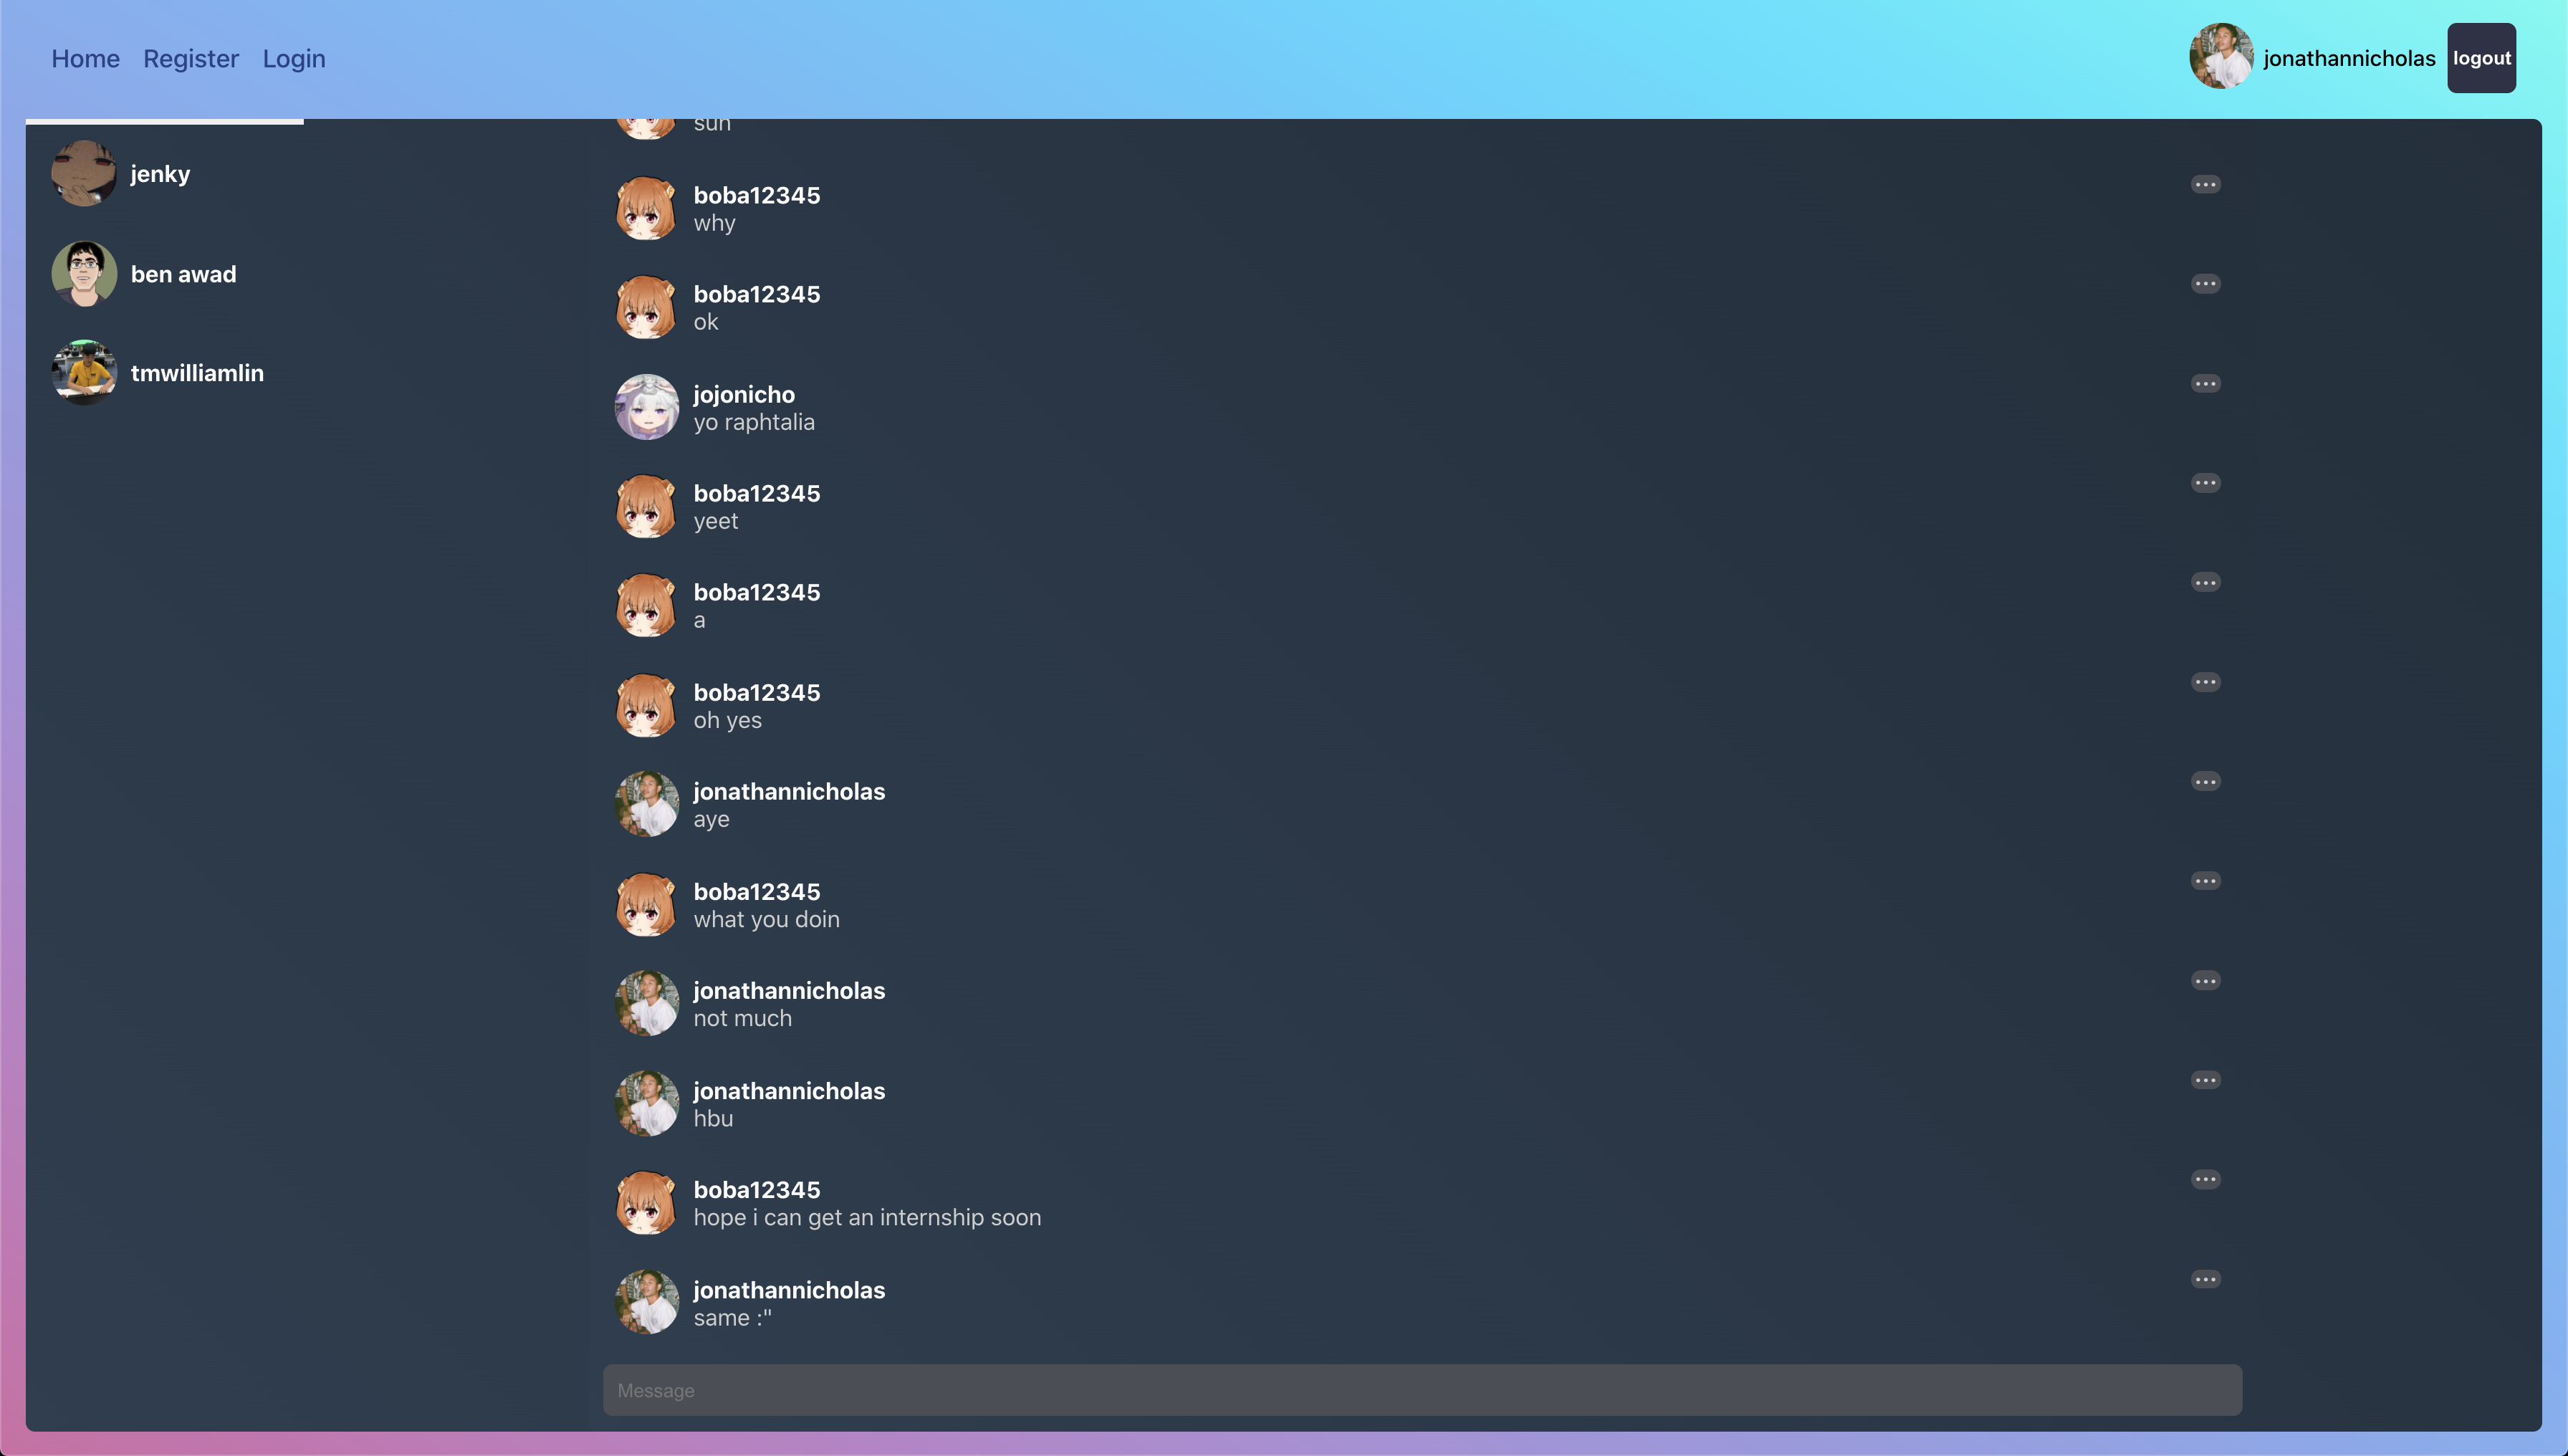 Home Register Login
jonathannicholas logout
jenky
ben awad
tmwilliamlin
sun
boba12345
why
boba12345
ok
jojonicho
yo raphtalia
boba12345
yeet
boba12345
a
boba12345
oh yes
jonathannicholas
aye
boba12345
what you doin
jonathannicholas
not much
jonathannicholas
hbu
boba12345
hope i can get an internship soon
jonathannicholas
same :"
Message